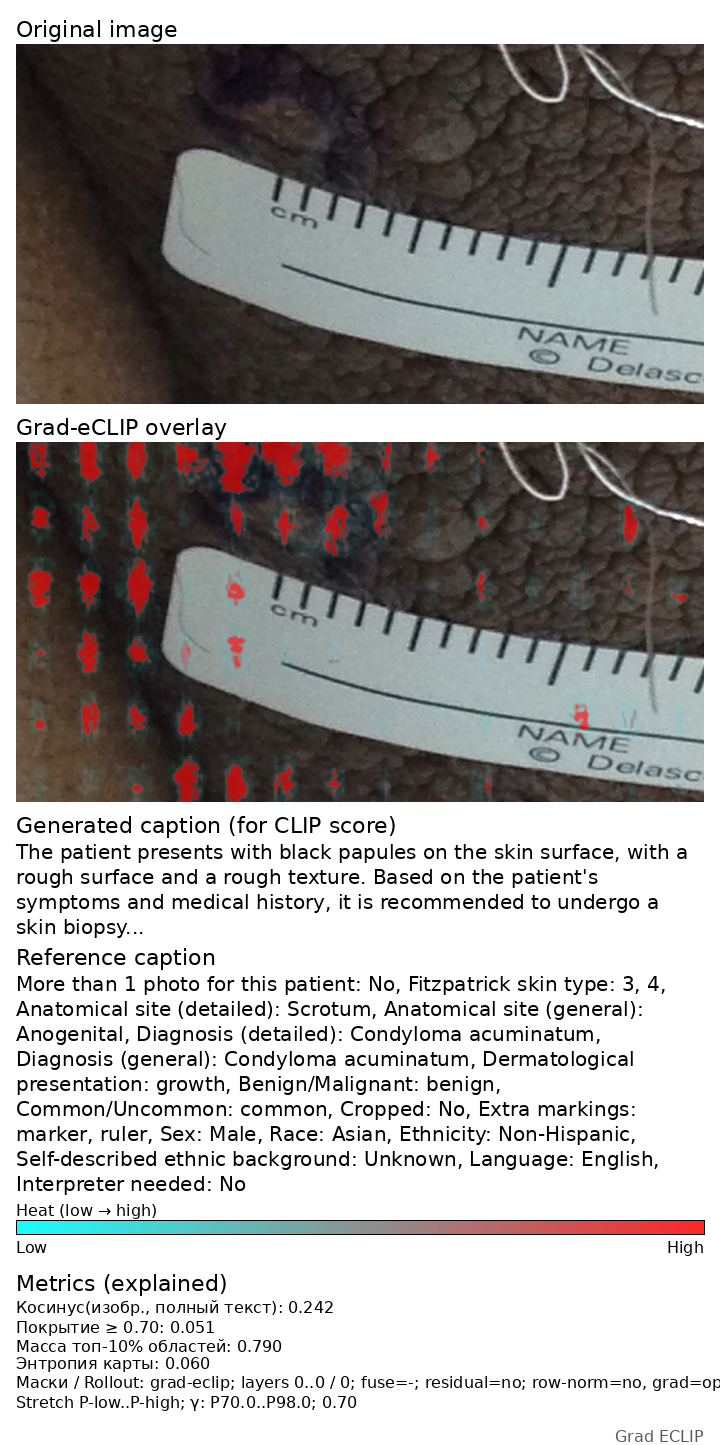 Original image
cm
NAME
© Delasc
Grad-eCLIP overlay
cm
NAME
© Delasc
Generated caption (for CLIP score)
The patient presents with black papules on the skin surface, with a
rough surface and a rough texture. Based on the patient's
symptoms and medical history, it is recommended to undergo a
skin biopsy...
Reference caption
More than 1 photo for this patient: No, Fitzpatrick skin type: 3, 4,
Anatomical site (detailed): Scrotum, Anatomical site (general):
Anogenital, Diagnosis (detailed): Condyloma acuminatum,
Diagnosis (general): Condyloma acuminatum, Dermatological
presentation: growth, Benign/Malignant: benign,
Common/Uncommon: common, Cropped: No, Extra markings:
marker, ruler, Sex: Male, Race: Asian, Ethnicity: Non-Hispanic,
Self-described ethnic background: Unknown, Language: English,
Interpreter needed: No
Heat (low → high)
Low High
Metrics (explained)
Косинус(изобр., полный текст): 0.242
Покрытие ≥ 0.70: 0.051
Масса топ-10% областей: 0.790
Энтропия карты: 0.060
Маски / Rollout: grad-eclip; layers 0..0 / 0; fuse=-; residual=no; row-norm=no, grad=op
Stretch P-low..P-high; γ: P70.0..P98.0; 0.70
Grad ECLIP